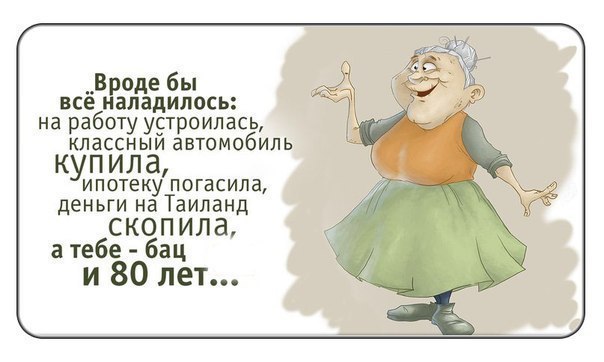 Вроде бы
всё наладилось:
на работу устроилась,
классный автомобиль
купила,
ипотеку погасила,
деньги на Таиланд
скопила,
а тебе - бац
и 80 лет...